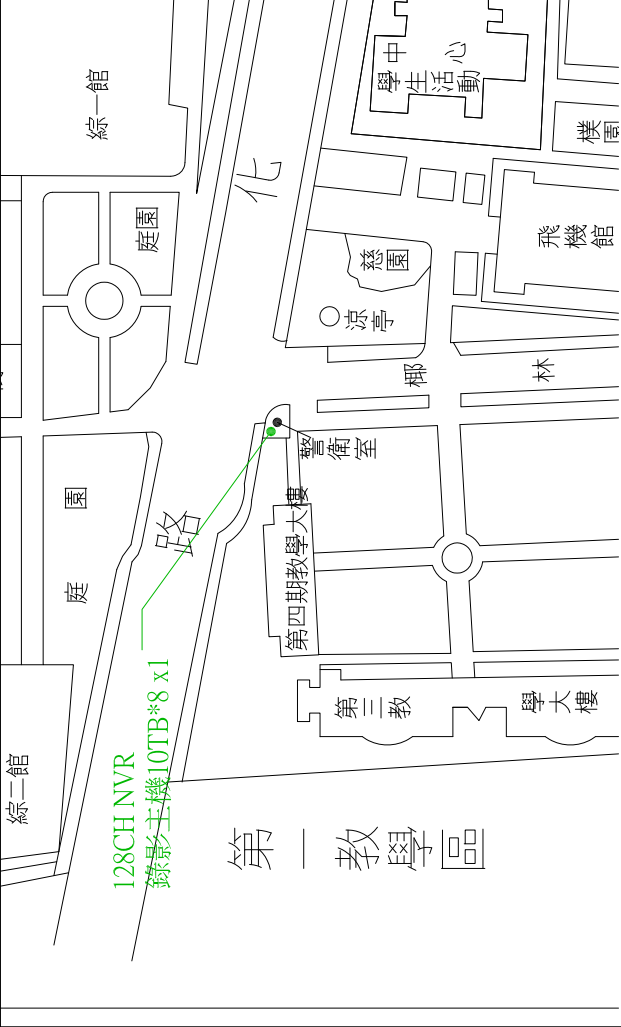 綜一館
中心
學生活動
樸園
化
庭園
飛機館
慈園
涼亭
椰
林
警衛室
園
路
第四期教學大樓
庭
128CH NVR
錄影主機10TB*8 x1
第三教
學大樓
綜二館
第一教學區